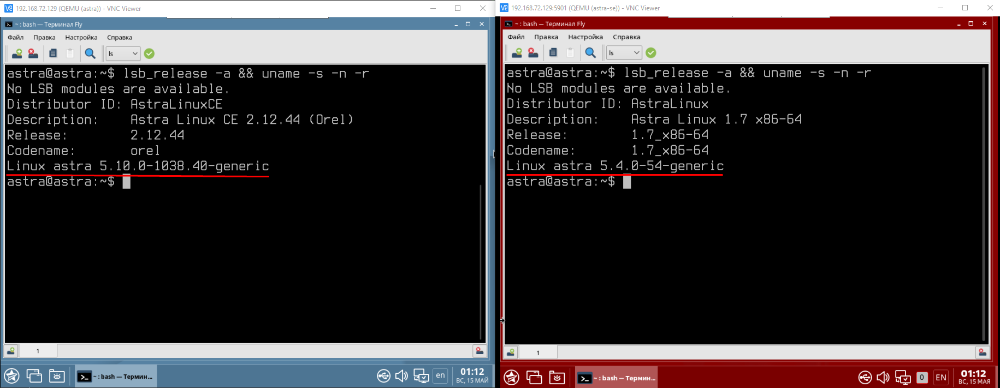 192.168.72.129 (QEMU (astra)) - VNC Viewer
~ : bash — Терминал Fly
Файл Правка Настройка Справка
ls
astra@astra:~$ lsb_release -a && uname -s -n -r
No LSB modules are available.
Distributor ID: AstraLinuxCE
Description: Astra Linux CE 2.12.44 (Orel)
Release: 2.12.44
Codename: orel
Linux astra 5.10.0-1038.40-generic
astra@astra:~$
1
~ : bash — Термин...
en
01:12
ВС, 15 МАЙ
192.168.72.129:5901 (QEMU (astra-se)) - VNC Viewer
~ : bash — Терминал Fly
Файл Правка Настройка Справка
ls
astra@astra:~$ lsb_release -a && uname -s -n -r
No LSB modules are available.
Distributor ID: AstraLinux
Description: Astra Linux 1.7 x86-64
Release: 1.7_x86-64
Codename: 1.7_x86-64
Linux astra 5.4.0-54-generic
astra@astra:~$
1
~ : bash — Термин...
0
EN
01:12
ВС, 15 МАЯ